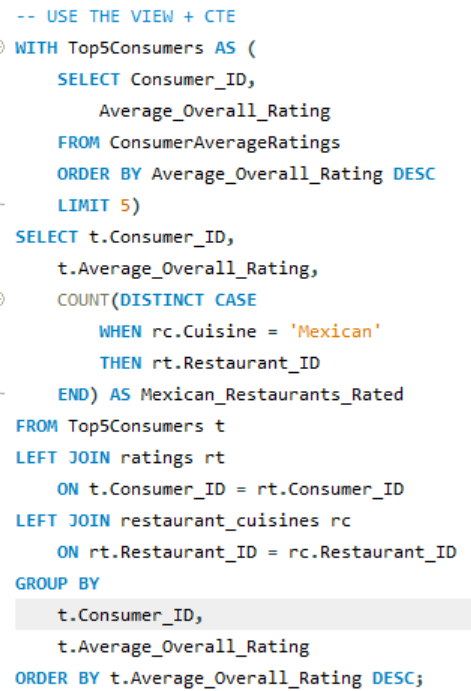 -- USE THE VIEW + CTE
WITH Top5Consumers AS (
SELECT Consumer_ID,
Average_Overall_Rating
FROM ConsumerAverageRatings
ORDER BY Average_Overall_Rating DESC
LIMIT 5)
SELECT t.Consumer_ID,
t.Average_Overall_Rating,
COUNT(DISTINCT CASE
WHEN rc.Cuisine = 'Mexican'
THEN rt.Restaurant_ID
END) AS Mexican_Restaurants_Rated
FROM Top5Consumers t
LEFT JOIN ratings rt
ON t.Consumer_ID = rt.Consumer_ID
LEFT JOIN restaurant_cuisines rc
ON rt.Restaurant_ID = rc.Restaurant_ID
GROUP BY
t.Consumer_ID,
t.Average_Overall_Rating
ORDER BY t.Average_Overall_Rating DESC;